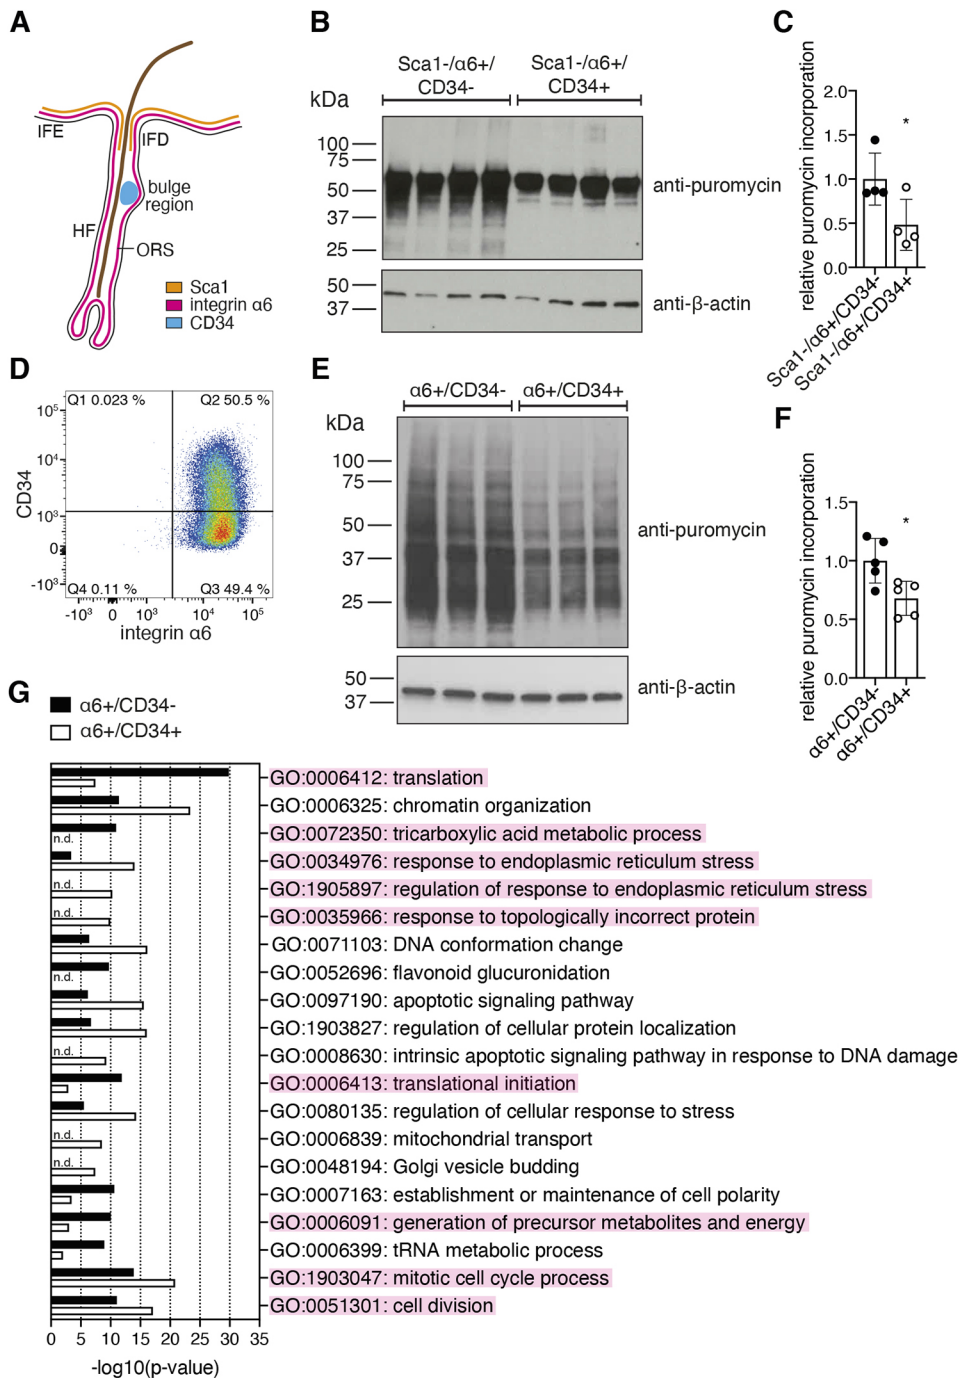 A
IFE
IFD
bulge
region
HF
ORS
Sca1
integrin α6
CD34
B
Sca1-/α6+/
CD34-
Sca1-/α6+/
CD34+
kDa
100
75
50
37
25
anti-puromycin
50
37
anti-β-actin
C
relative puromycin incorporation
2.0
1.5
1.0
0.5
0.0
*
Sca1-/α6+/CD34-
Sca1-/α6+/CD34+
D
Q1 0.023 %
Q2 50.5 %
Q4 0.11 %
Q3 49.4 %
CD34
10⁵
10⁴
10³
0
-10³
-10³
0
10³
10⁴
10⁵
integrin α6
E
α6+/CD34-
α6+/CD34+
kDa
100
75
50
37
25
anti-puromycin
50
37
anti-β-actin
F
relative puromycin incorporation
1.5
1.0
0.5
0.0
*
α6+/CD34-
α6+/CD34+
G
α6+/CD34-
α6+/CD34+
GO:0006412: translation
GO:0006325: chromatin organization
n.d.
GO:0072350: tricarboxylic acid metabolic process
GO:0034976: response to endoplasmic reticulum stress
n.d.
GO:1905897: regulation of response to endoplasmic reticulum stress
n.d.
GO:0035966: response to topologically incorrect protein
GO:0071103: DNA conformation change
n.d.
GO:0052696: flavonoid glucuronidation
GO:0097190: apoptotic signaling pathway
GO:1903827: regulation of cellular protein localization
n.d.
GO:0008630: intrinsic apoptotic signaling pathway in response to DNA damage
GO:0006413: translational initiation
GO:0080135: regulation of cellular response to stress
n.d.
GO:0006839: mitochondrial transport
n.d.
GO:0048194: Golgi vesicle budding
GO:0007163: establishment or maintenance of cell polarity
GO:0006091: generation of precursor metabolites and energy
GO:0006399: tRNA metabolic process
GO:1903047: mitotic cell cycle process
GO:0051301: cell division
0 5 10 15 20 25 30 35
-log10(p-value)